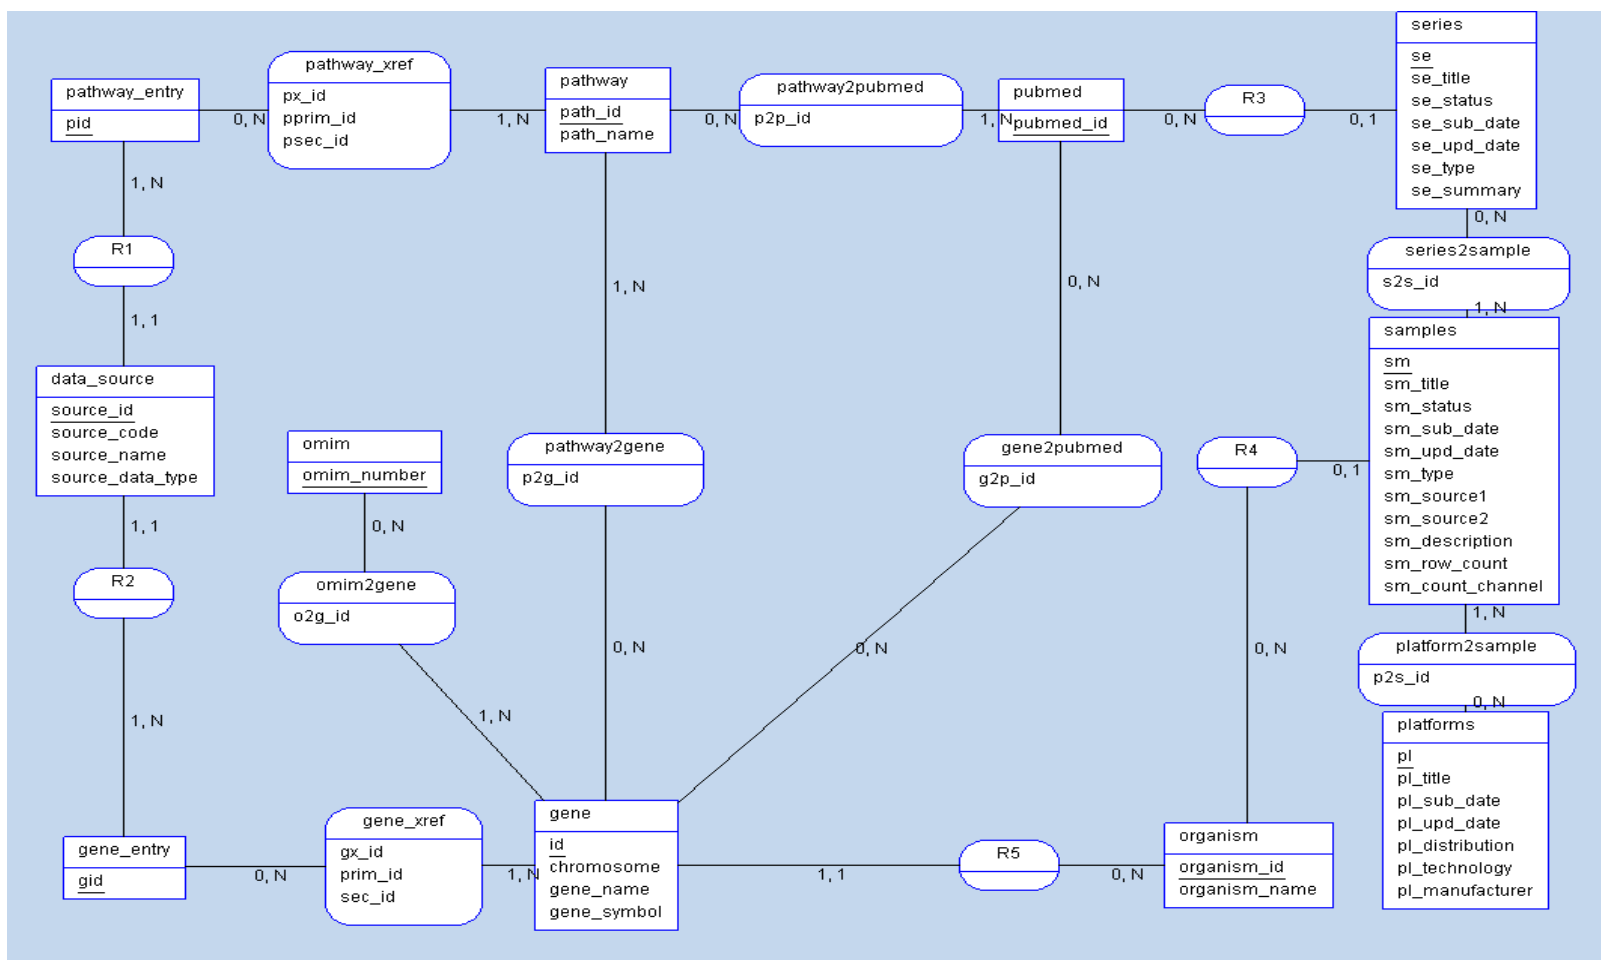 pathway_entry
pid
0, N
pathway_xref
px_id
pprim_id
psec_id
1, N
pathway
path_id
path_name
0, N
pathway2pubmed
p2p_id
1, N
pubmed
pubmed_id
0, N
R3
0, 1
series
se
se_title
se_status
se_sub_date
se_upd_date
se_type
se_summary
0, N
series2sample
s2s_id
1, N
samples
sm
sm_title
sm_status
sm_sub_date
sm_upd_date
sm_type
sm_source1
sm_source2
sm_description
sm_row_count
sm_count_channel
1, N
platform2sample
p2s_id
0, N
platforms
pl
pl_title
pl_sub_date
pl_upd_date
pl_distribution
pl_technology
pl_manufacturer
1, N
R1
1, 1
data_source
source_id
source_code
source_name
source_data_type
1, 1
R2
1, N
gene_entry
gid
0, N
gene_xref
gx_id
prim_id
sec_id
1, N
gene
id
chromosome
gene_name
gene_symbol
omim
omim_number
0, N
omim2gene
o2g_id
1, N
1, N
pathway2gene
p2g_id
0, N
0, N
gene2pubmed
g2p_id
0, N
R4
0, 1
0, N
1, 1
R5
0, N
organism
organism_id
organism_name